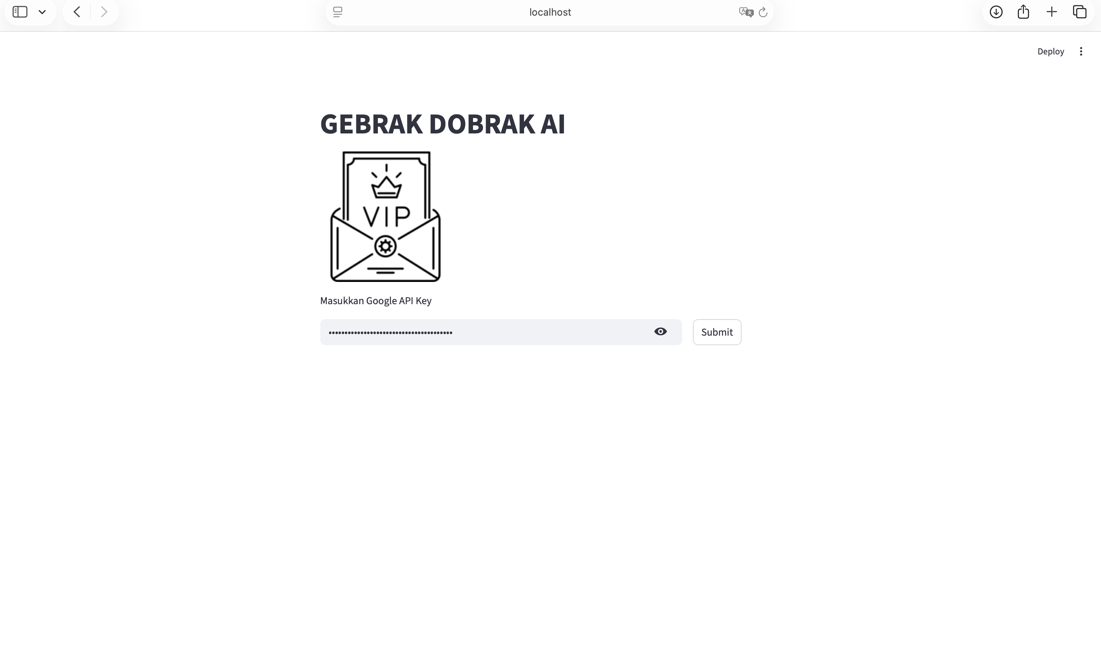 localhost
Deploy
GEBRAK DOBRAK AI
VIP
Masukkan Google API Key
Submit